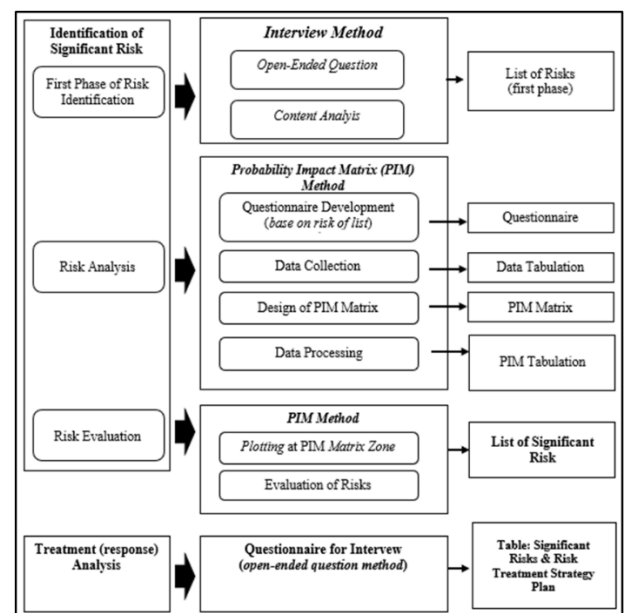 Identification of
Significant Risk
First Phase of Risk
Identification
Interview Method
Open-Ended Question
Content Analyis
List of Risks
(first phase)
Risk Analysis
Probability Impact Matrix (PIM)
Method
Questionnaire Development
(base on risk of list)
Questionnaire
Data Collection
Data Tabulation
Design of PIM Matrix
PIM Matrix
Data Processing
PIM Tabulation
Risk Evaluation
PIM Method
Plotting at PIM Matrix Zone
Evaluation of Risks
List of Significant
Risk
Treatment (response)
Analysis
Questionnaire for Intervew
(open-ended question method)
Table: Significant
Risks & Risk
Treatment Strategy
Plan